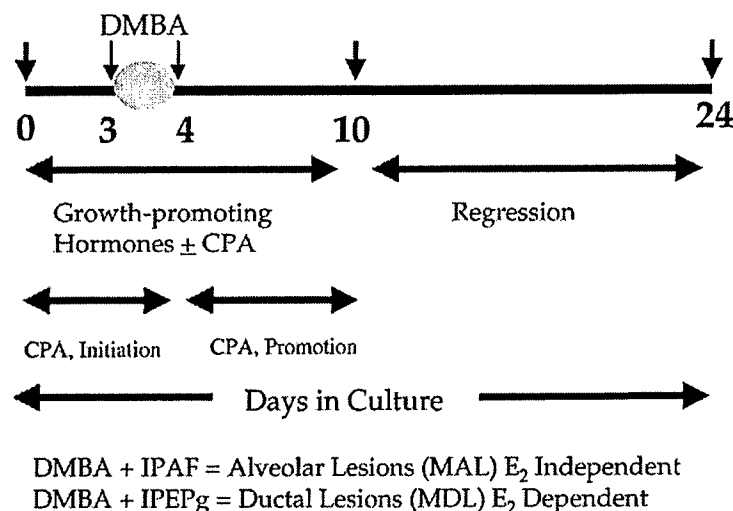 DMBA
0 3 4 10 24
Growth-promoting Regression
Hormones ± CPA
CPA, Initiation CPA, Promotion
Days in Culture
DMBA + IPAF = Alveolar Lesions (MAL) E₂ Independent
DMBA + IPEPg = Ductal Lesions (MDL) E₂ Dependent